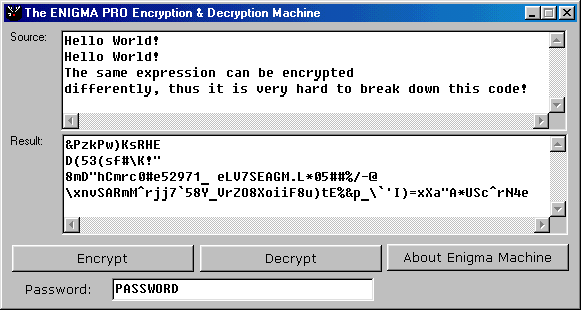 The ENIGMA PRO Encryption & Decryption Machine
Source:
Hello World!
Hello World!
The same expression can be encrypted
differently, thus it is very hard to break down this code!
Result:
&PzkPw)KsRHE
D(53(sf#\K!"
8mD"hCmrc0#e52971_ eLV7SEAGM.L*05##%/-@
\xnvSARmM^rjj7`58Y_VrZO8XoiiF8u)tE%&p_\`'I)=xXa"A*USc^rN4e
Encrypt
Decrypt
About Enigma Machine
Password:
PASSWORD